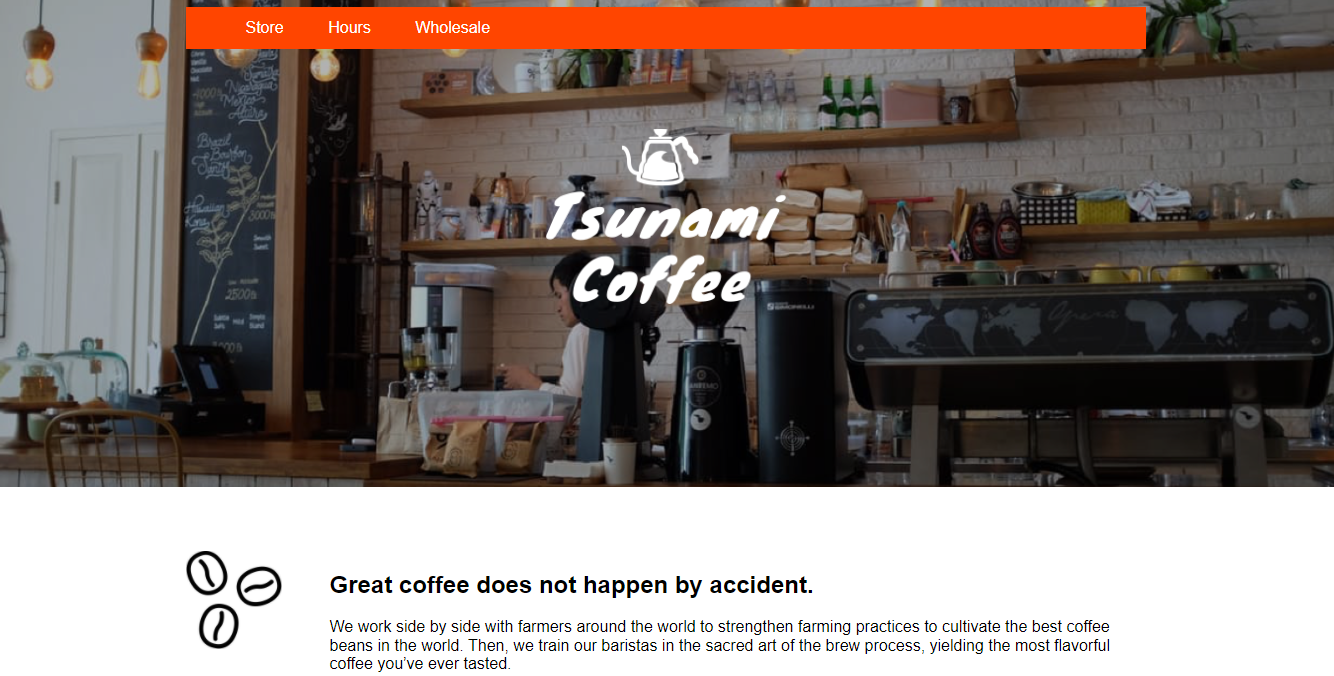 Store Hours Wholesale
Tsunami
Coffee
SIMONELLI
Great coffee does not happen by accident.
We work side by side with farmers around the world to strengthen farming practices to cultivate the best coffee
beans in the world. Then, we train our baristas in the sacred art of the brew process, yielding the most flavorful
coffee you’ve ever tasted.